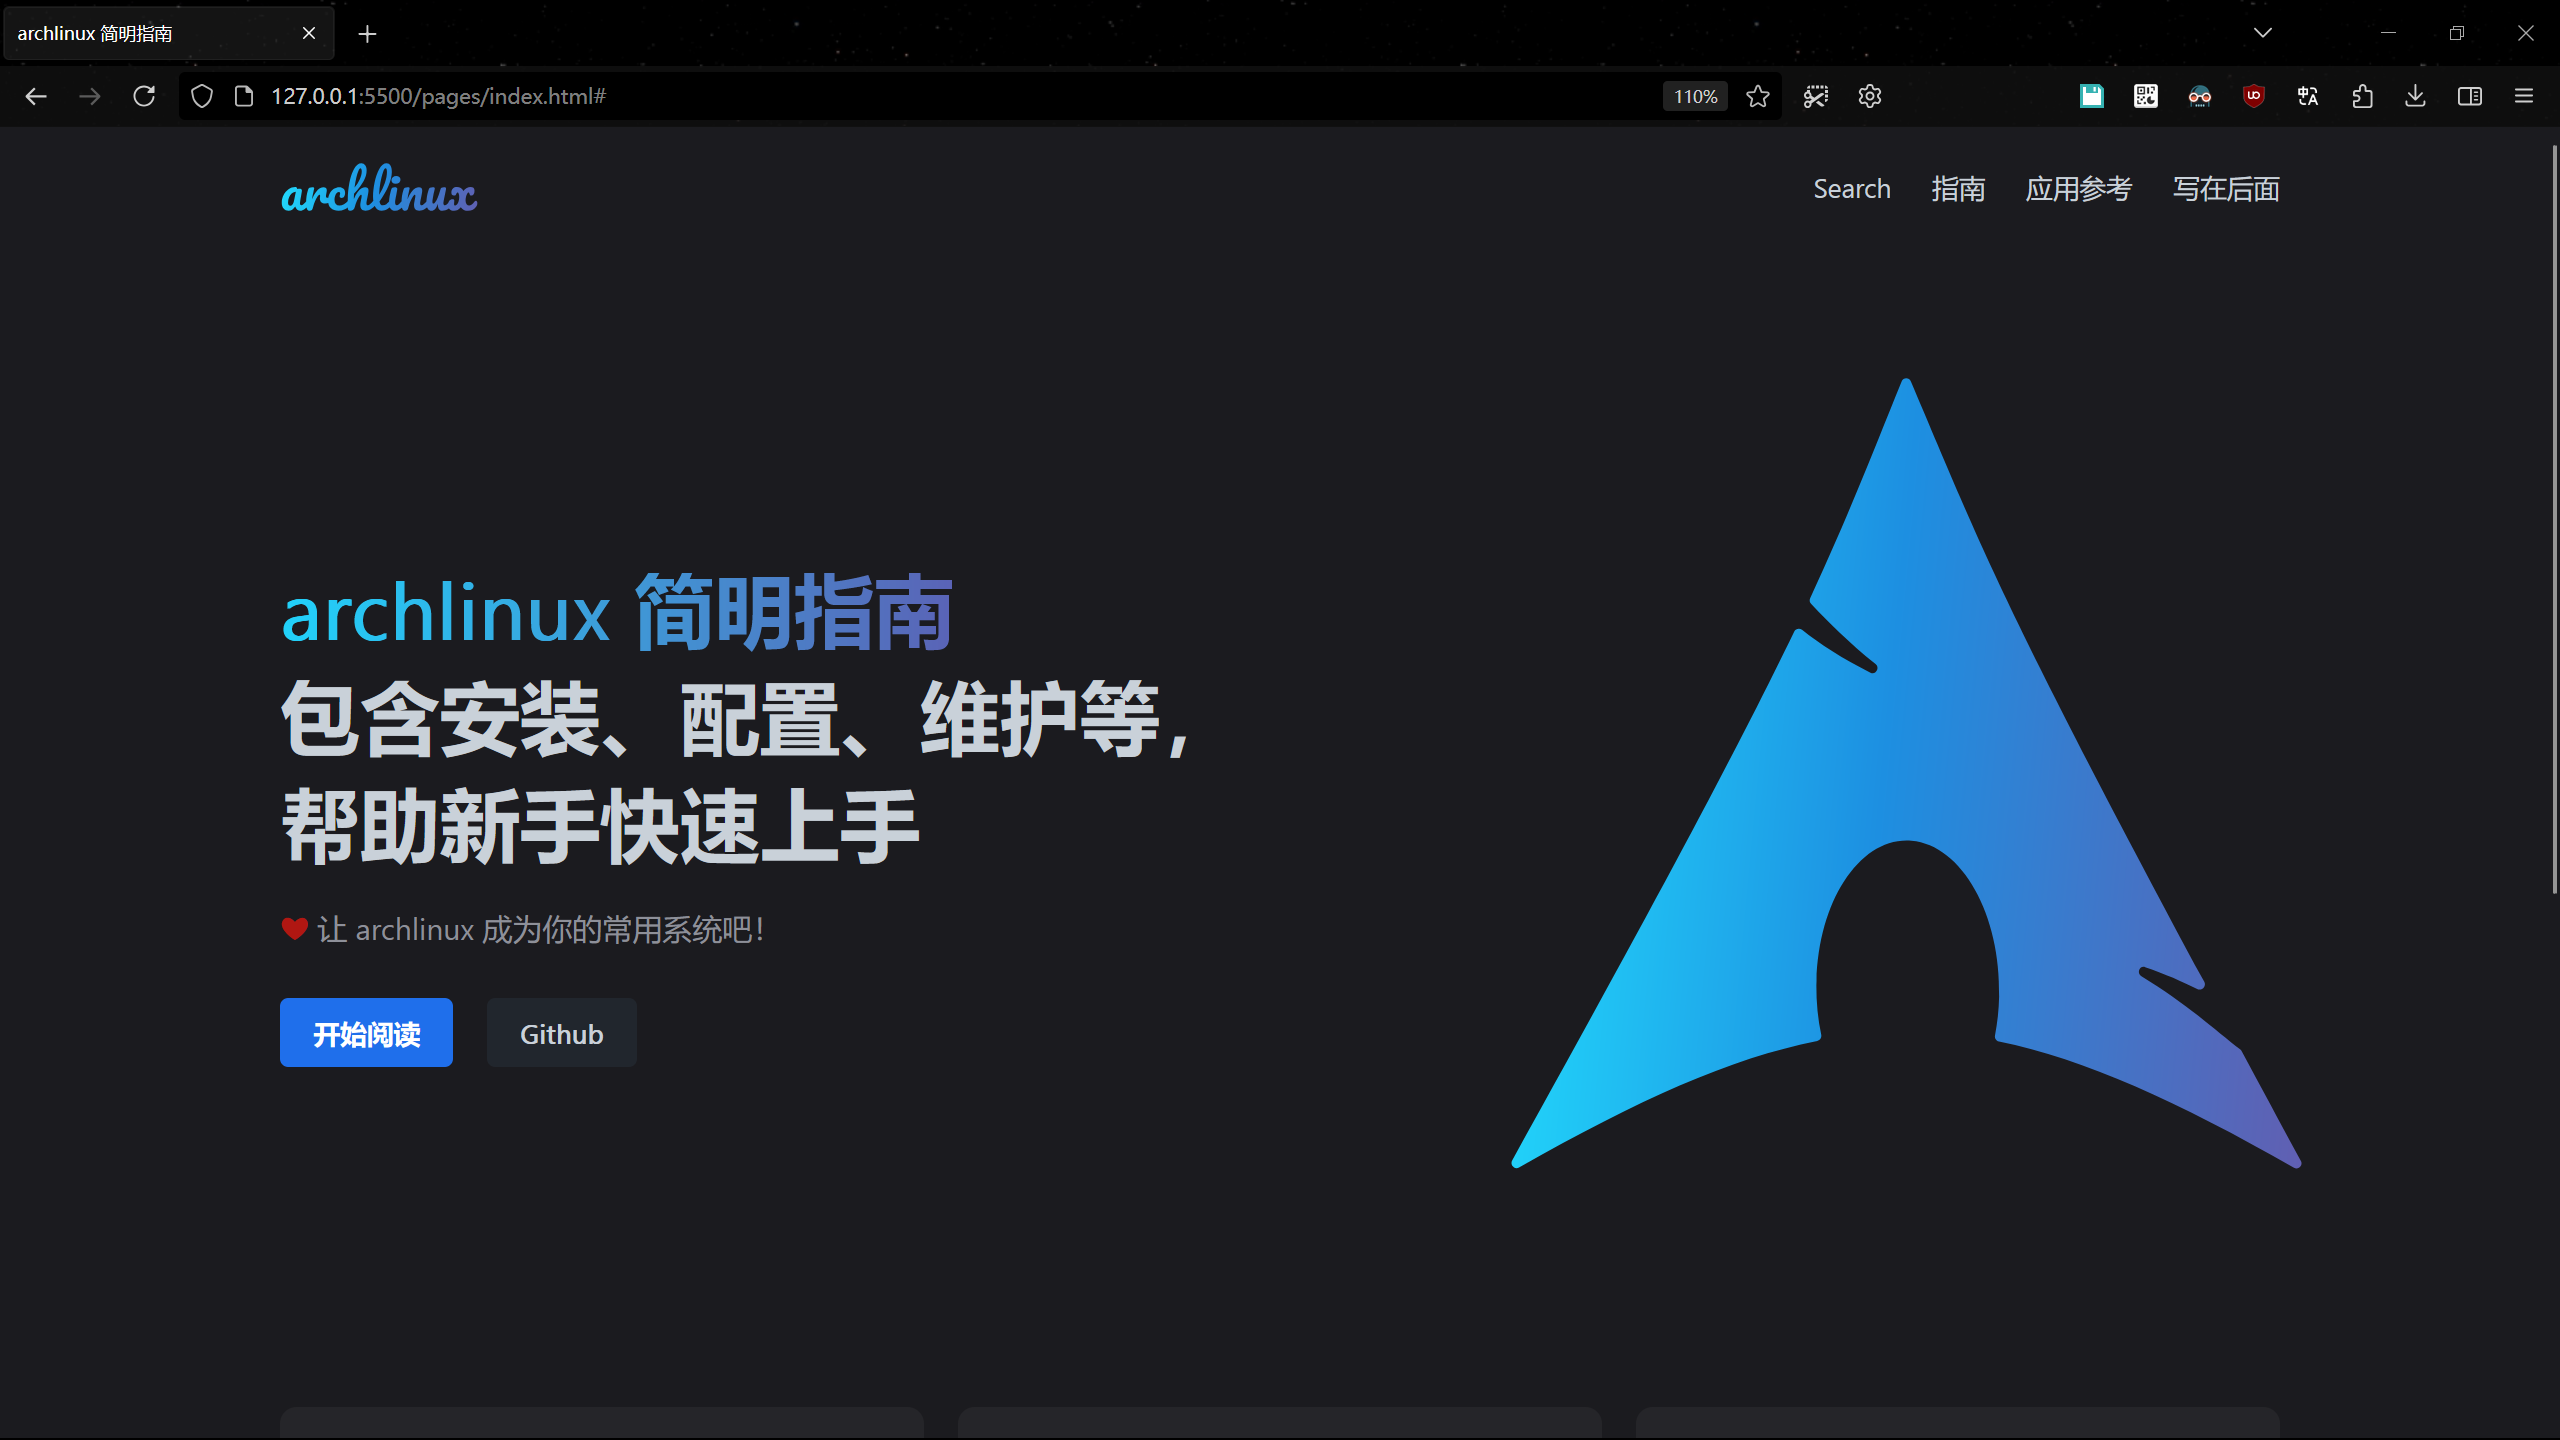 archlinux 简明指南
127.0.0.1:5500/pages/index.html#
110%
archlinux
Search 指南 应用参考 写在后面
archlinux 简明指南
包含安装、配置、维护等，
帮助新手快速上手
让 archlinux 成为你的常用系统吧！
开始阅读 Github